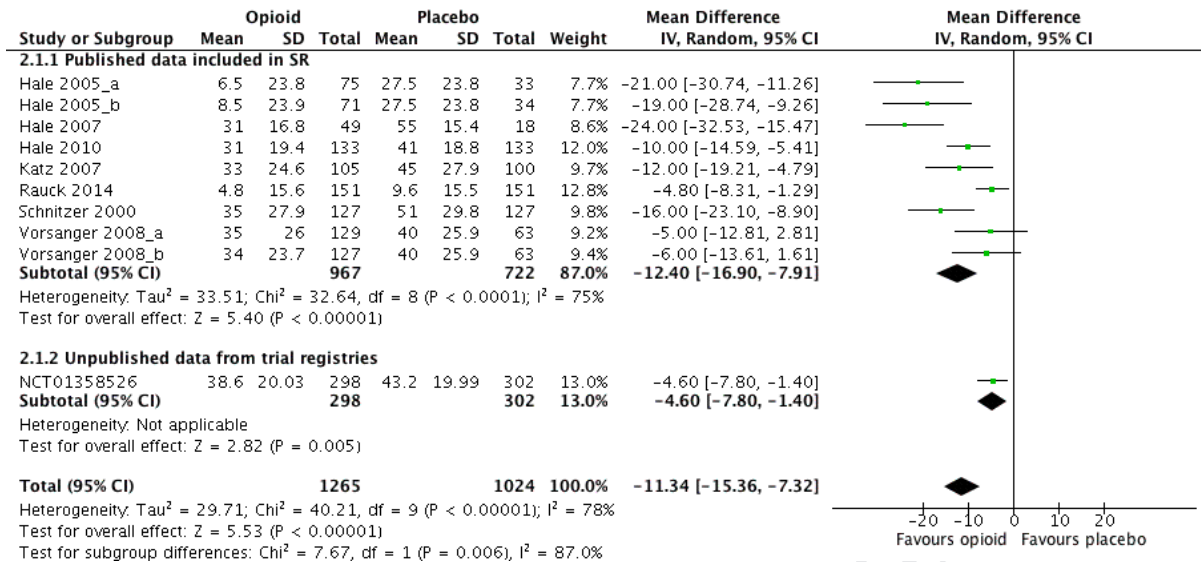 Opioid Placebo Mean Difference Mean Difference
Study or Subgroup Mean SD Total Mean SD Total Weight IV, Random, 95% CI IV, Random, 95% CI
2.1.1 Published data included in SR
Hale 2005_a 6.5 23.8 75 27.5 23.8 33 7.7% -21.00 [-30.74, -11.26]
Hale 2005_b 8.5 23.9 71 27.5 23.8 34 7.7% -19.00 [-28.74, -9.26]
Hale 2007 31 16.8 49 55 15.4 18 8.6% -24.00 [-32.53, -15.47]
Hale 2010 31 19.4 133 41 18.8 133 12.0% -10.00 [-14.59, -5.41]
Katz 2007 33 24.6 105 45 27.9 100 9.7% -12.00 [-19.21, -4.79]
Rauck 2014 4.8 15.6 151 9.6 15.5 151 12.8% -4.80 [-8.31, -1.29]
Schnitzer 2000 35 27.9 127 51 29.8 127 9.8% -16.00 [-23.10, -8.90]
Vorsanger 2008_a 35 26 129 40 25.9 63 9.2% -5.00 [-12.81, 2.81]
Vorsanger 2008_b 34 23.7 127 40 25.9 63 9.4% -6.00 [-13.61, 1.61]
Subtotal (95% CI) 967 722 87.0% -12.40 [-16.90, -7.91]
Heterogeneity: Tau² = 33.51; Chi² = 32.64, df = 8 (P < 0.0001); I² = 75%
Test for overall effect: Z = 5.40 (P < 0.00001)
2.1.2 Unpublished data from trial registries
NCT01358526 38.6 20.03 298 43.2 19.99 302 13.0% -4.60 [-7.80, -1.40]
Subtotal (95% CI) 298 302 13.0% -4.60 [-7.80, -1.40]
Heterogeneity: Not applicable
Test for overall effect: Z = 2.82 (P = 0.005)
Total (95% CI) 1265 1024 100.0% -11.34 [-15.36, -7.32]
Heterogeneity: Tau² = 29.71; Chi² = 40.21, df = 9 (P < 0.00001); I² = 78%
Test for overall effect: Z = 5.53 (P < 0.00001)
Test for subgroup differences: Chi² = 7.67, df = 1 (P = 0.006), I² = 87.0%
-20 -10 0 10 20
Favours opioid Favours placebo